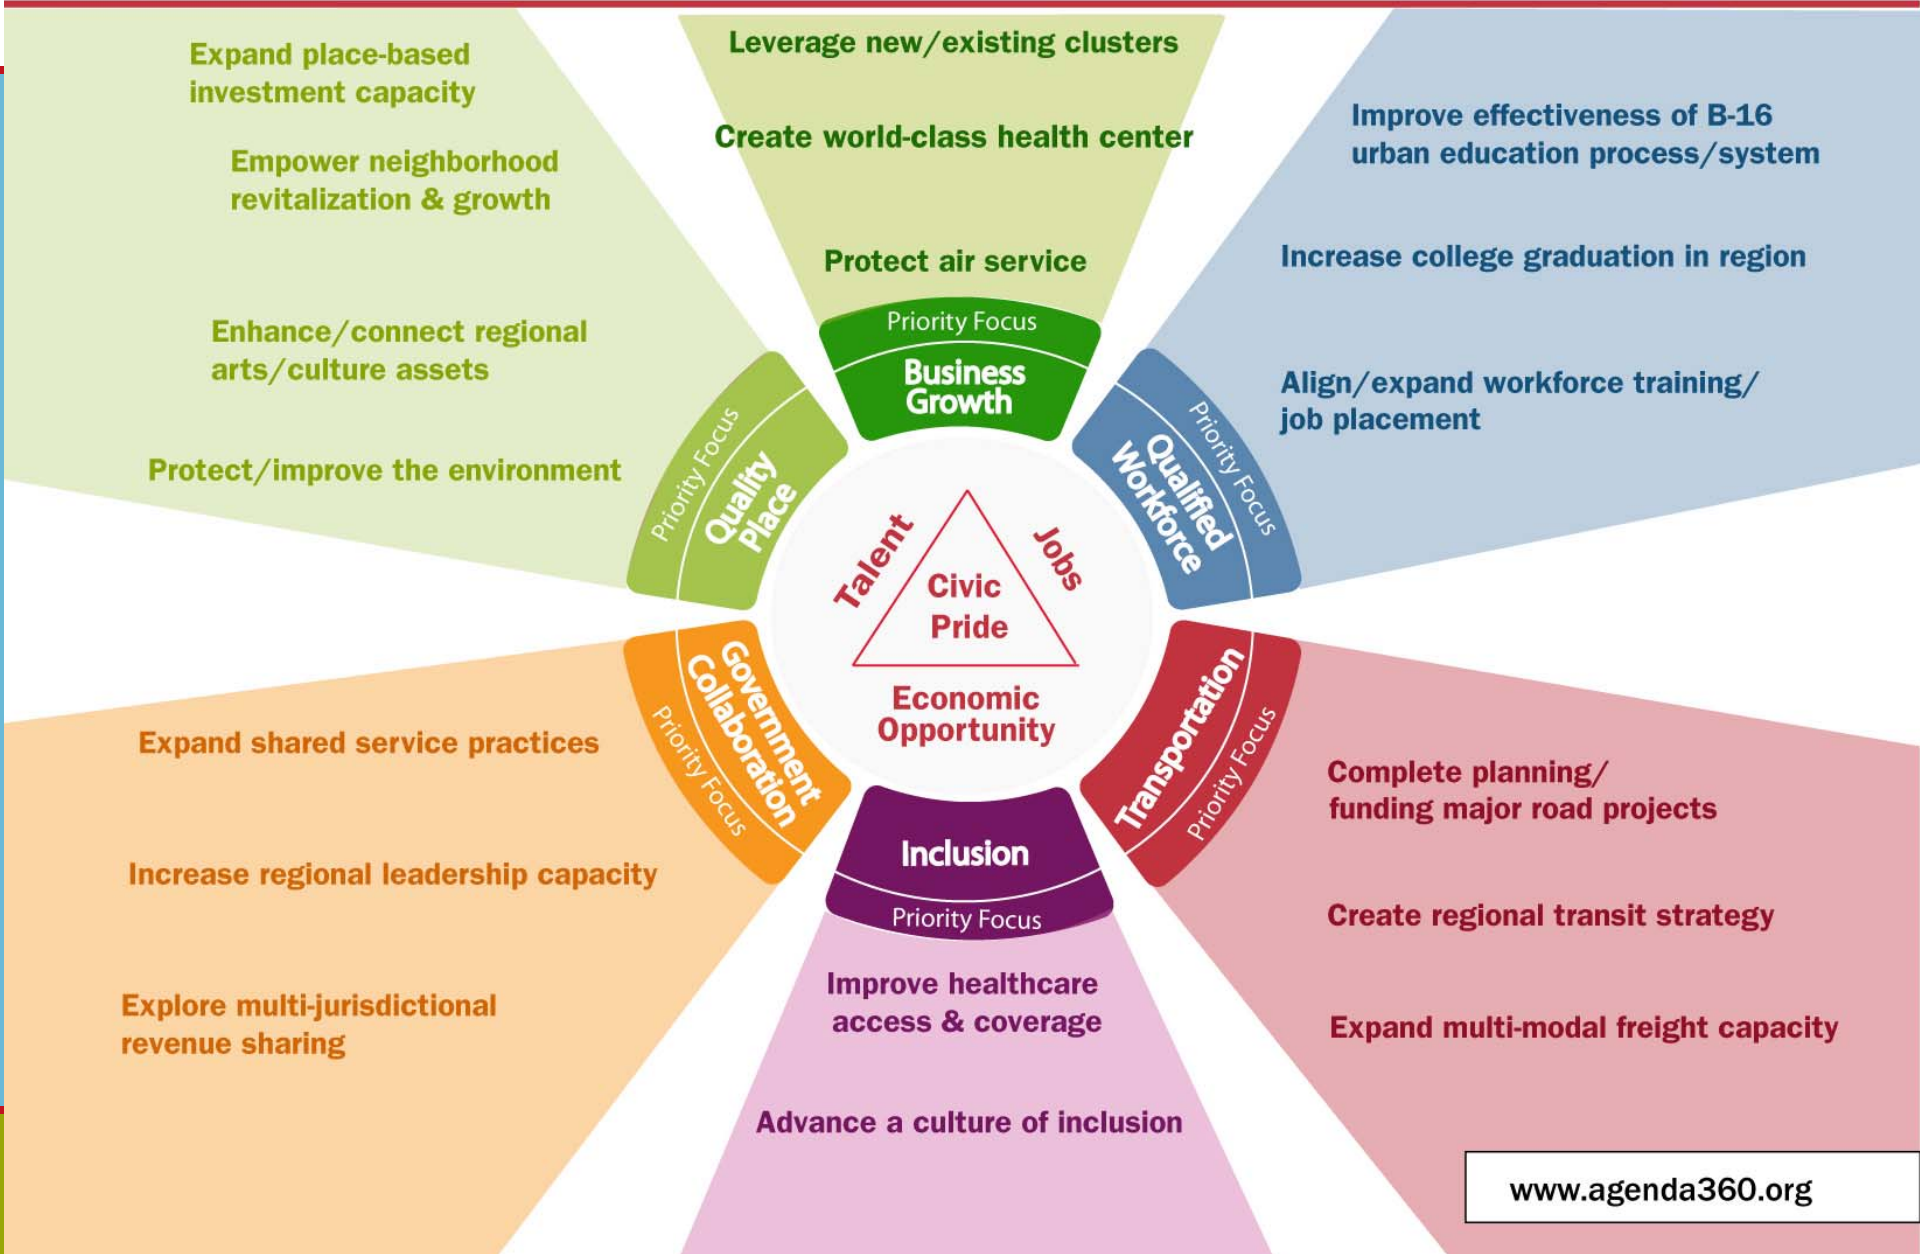 Expand place-based
investment capacity
Empower neighborhood
revitalization & growth
Enhance/connect regional
arts/culture assets
Protect/improve the environment
Priority Focus
Quality
Place
Leverage new/existing clusters
Create world-class health center
Protect air service
Priority Focus
Business
Growth
Improve effectiveness of B-16
urban education process/system
Increase college graduation in region
Align/expand workforce training/
job placement
Priority Focus
Qualified
Workforce
Talent
Jobs
Civic
Pride
Economic
Opportunity
Government
Collaboration
Priority Focus
Expand shared service practices
Increase regional leadership capacity
Explore multi-jurisdictional
revenue sharing
Inclusion
Priority Focus
Improve healthcare
access & coverage
Advance a culture of inclusion
Transportation
Priority Focus
Complete planning/
funding major road projects
Create regional transit strategy
Expand multi-modal freight capacity
www.agenda360.org